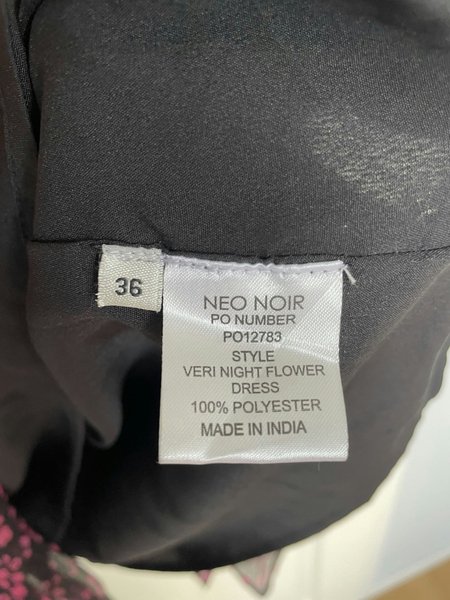 36
NEO NOIR
PO NUMBER
PO12783
STYLE
VERI NIGHT FLOWER
DRESS
100% POLYESTER
MADE IN INDIA